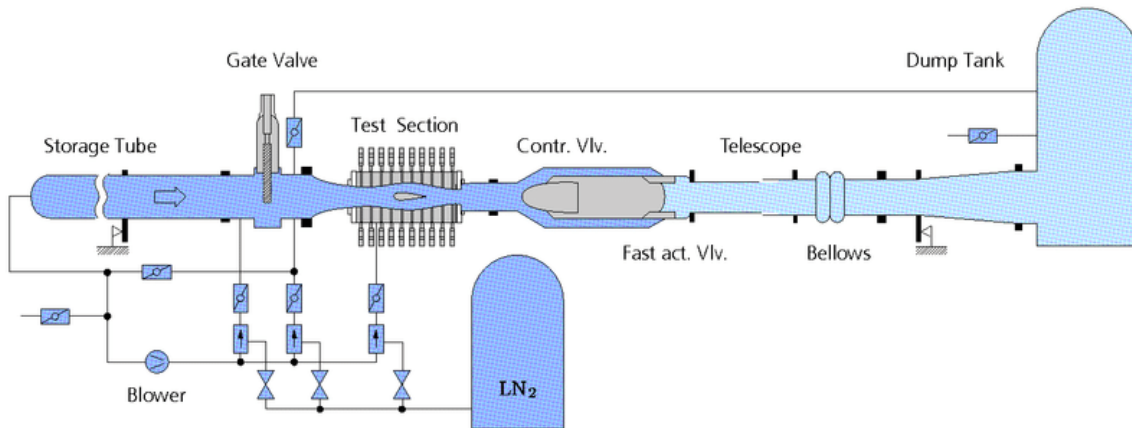 Gate Valve
Dump Tank
Storage Tube
Test Section
Contr. Vlv.
Telescope
Fast act. Vlv.
Bellows
Blower
LN₂